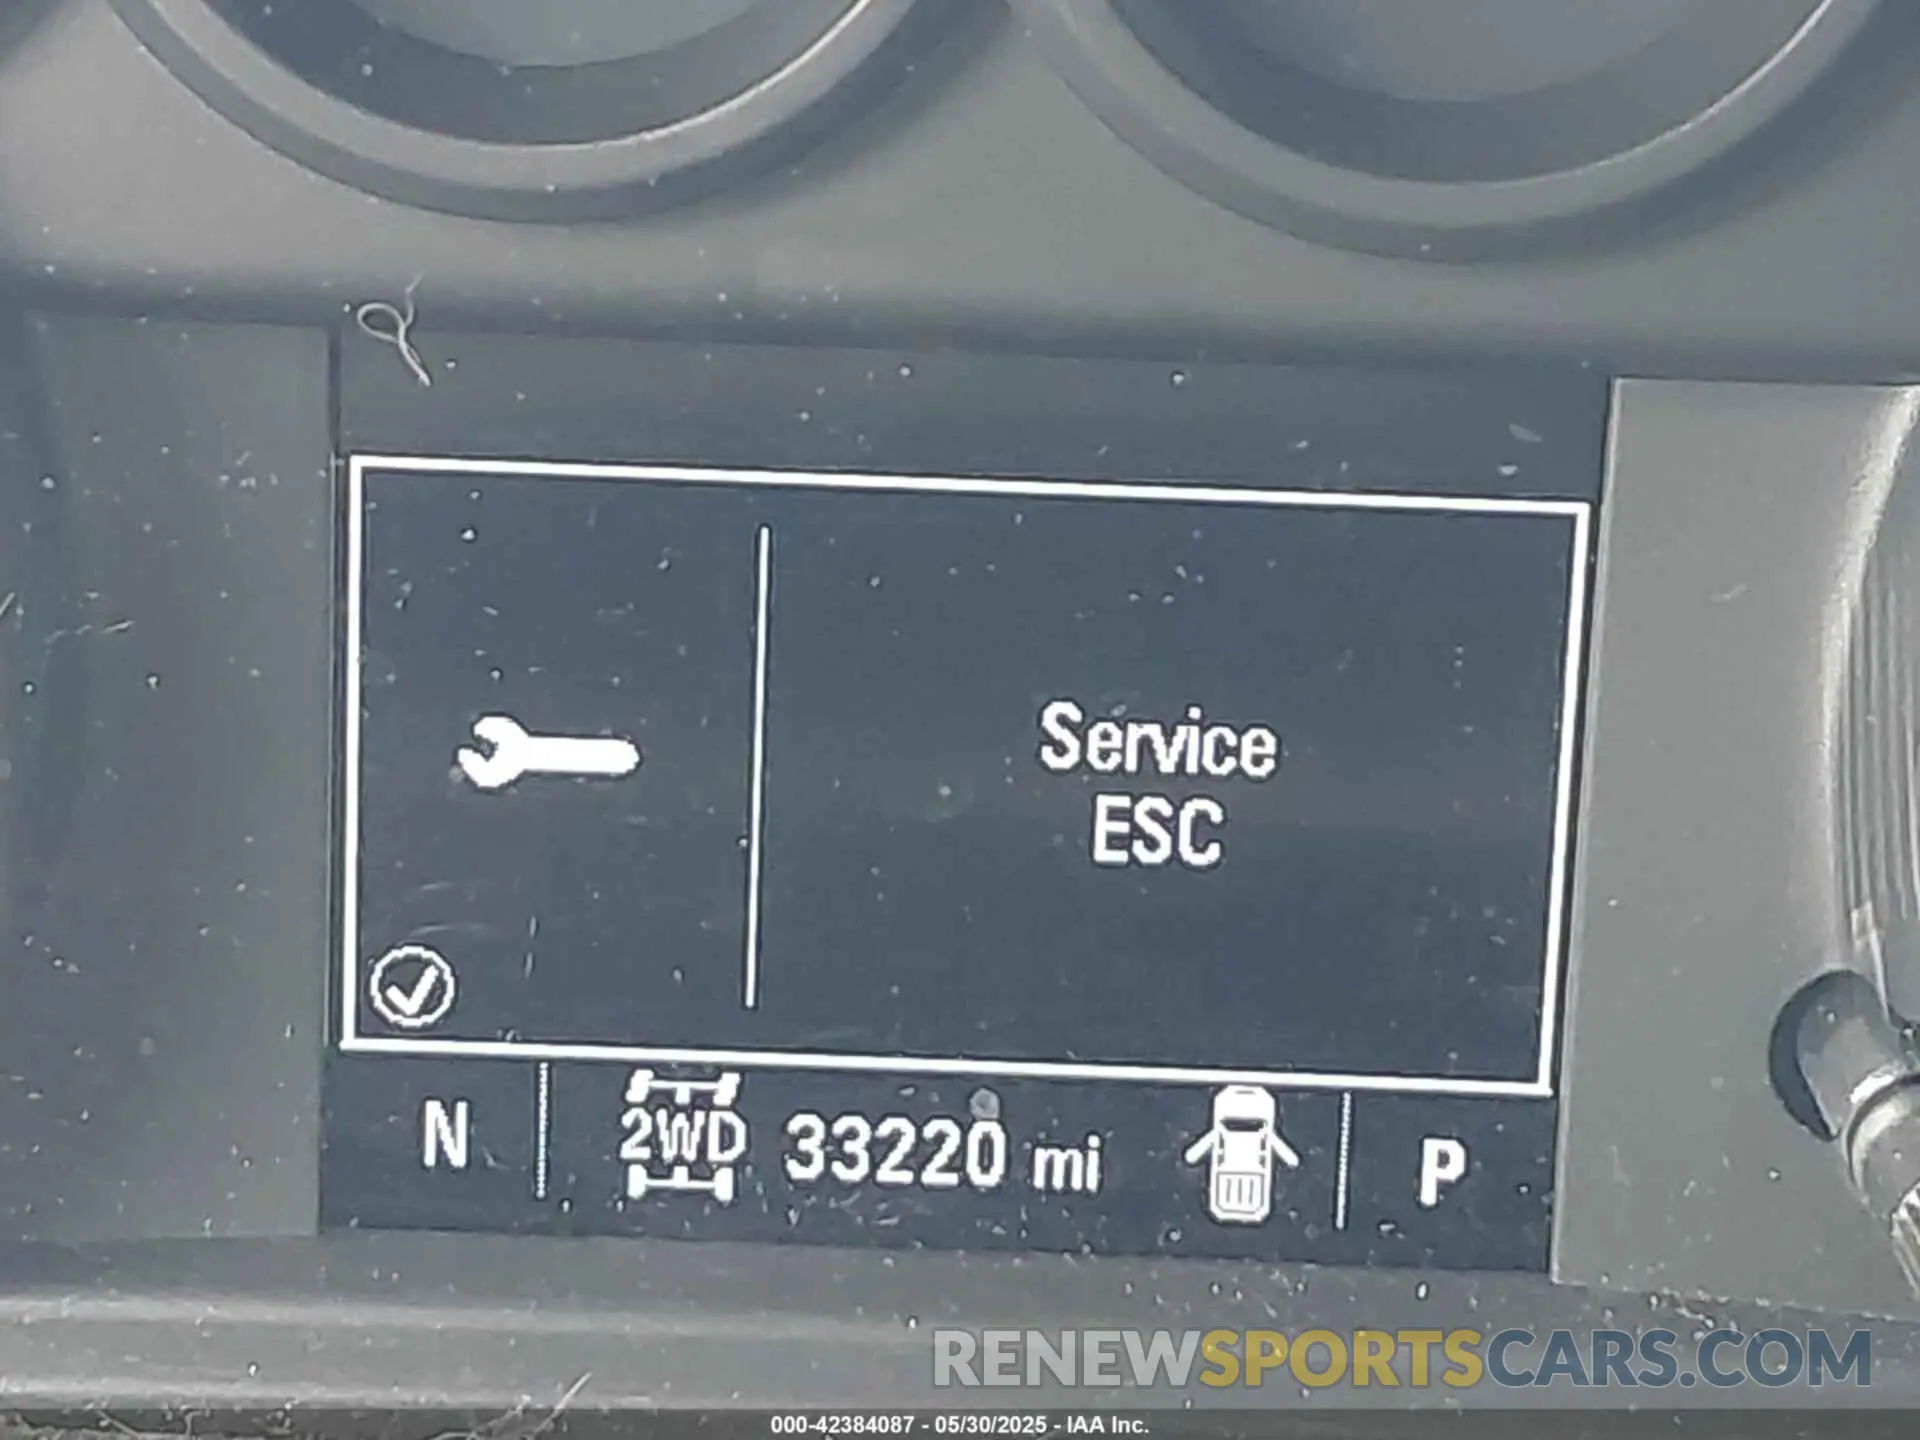 Service
ESC
N 2WD 33220 mi P
RENEWSPORTSCARS.COM
000-42384087 - 05/30/2025 - IAA Inc.